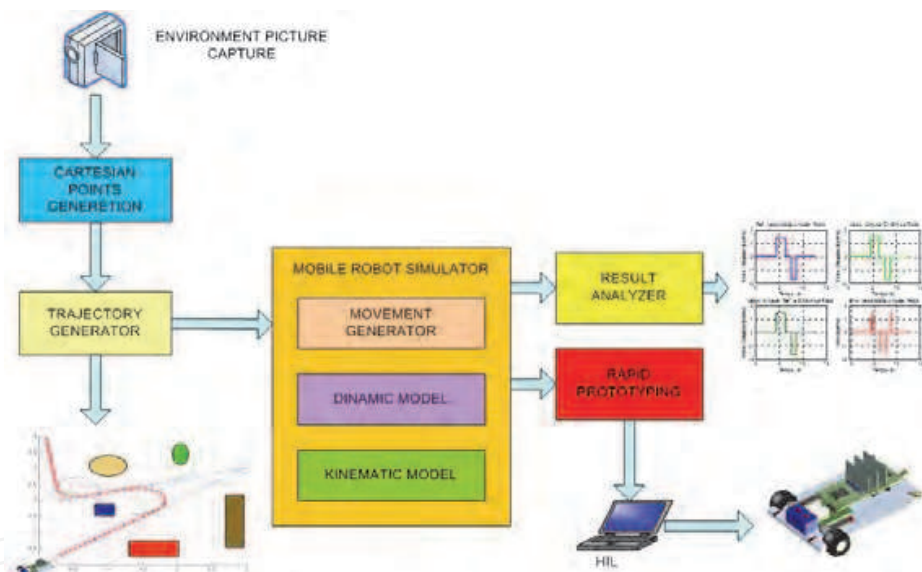 ENVIRONMENT PICTURE
CAPTURE
CARTESIAN
POINTS
GENERETION
TRAJECTORY
GENERATOR
MOBILE ROBOT SIMULATOR
MOVEMENT
GENERATOR
DINAMIC MODEL
KINEMATIC MODEL
RESULT
ANALYZER
RAPID
PROTOTYPING
HIL